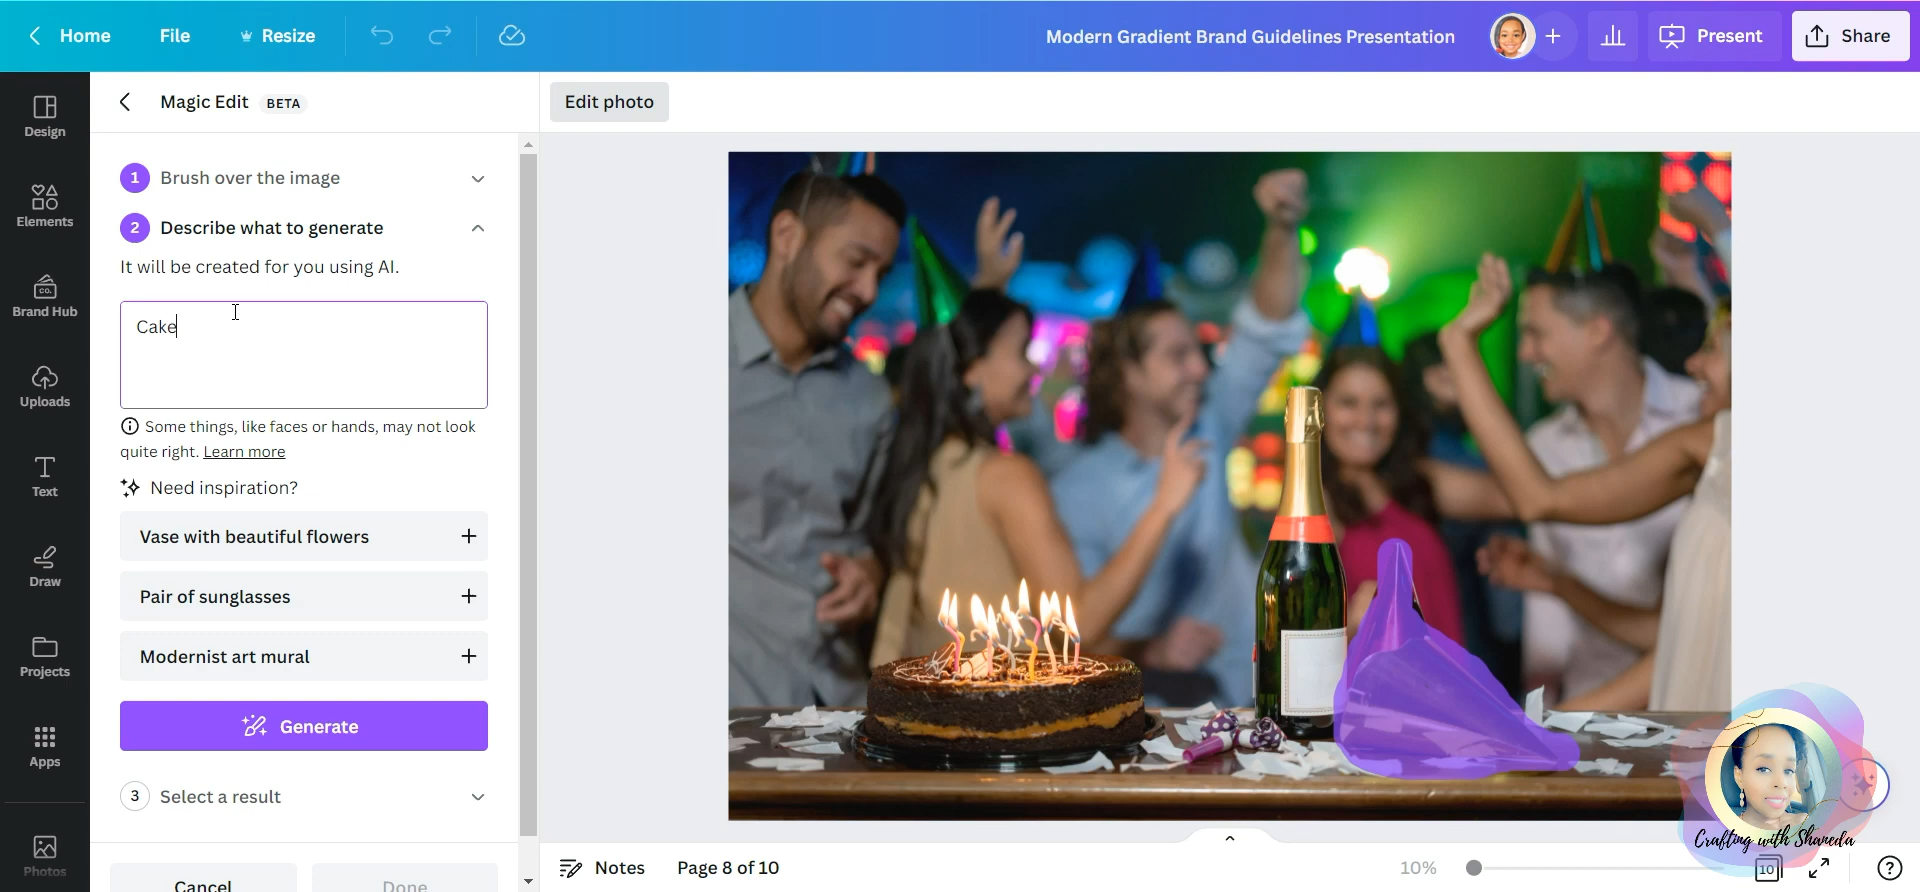 Home
File
Resize
Modern Gradient Brand Guidelines Presentation
Present
Share
Design
Elements
Brand Hub
CO.
Uploads
Text
Draw
Projects
Apps
Photos
Magic Edit BETA
1 Brush over the image
2 Describe what to generate
It will be created for you using AI.
Cake
Some things, like faces or hands, may not look
quite right. Learn more
Need inspiration?
Vase with beautiful flowers
Pair of sunglasses
Modernist art mural
Generate
3 Select a result
Cancel
Done
Edit photo
Crafting with Shaneda
Notes
Page 8 of 10
10%
10